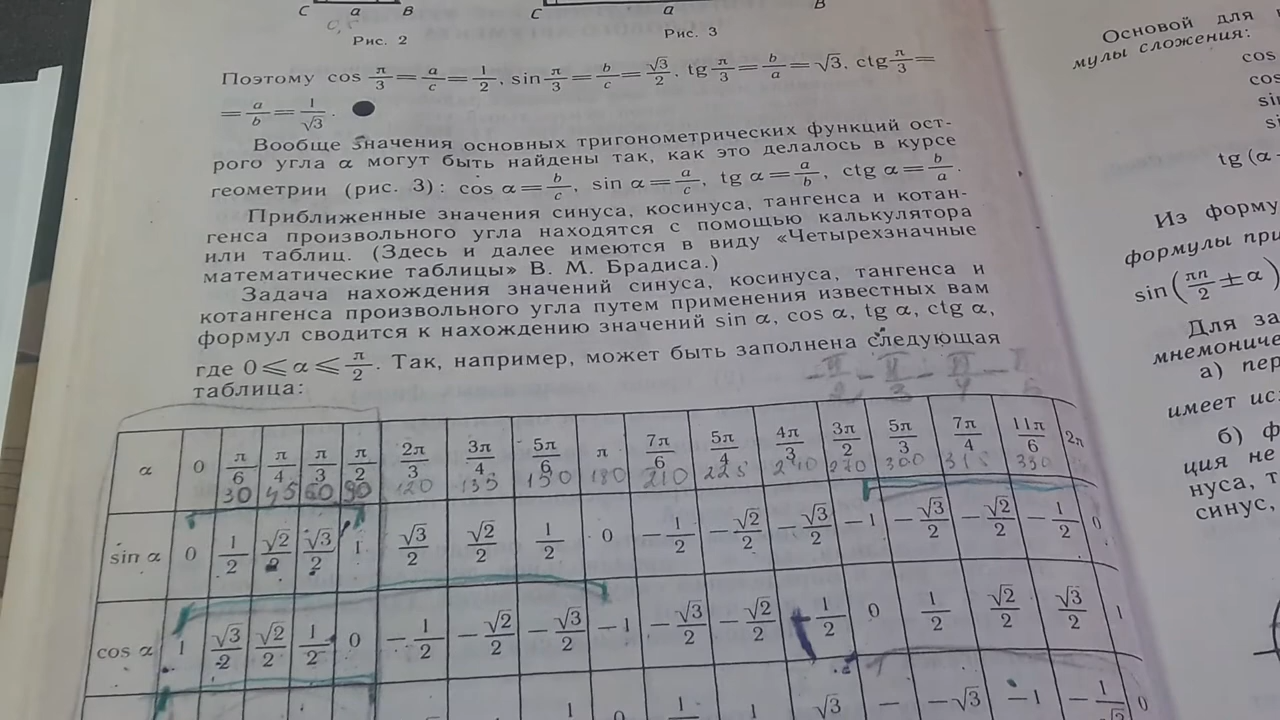 C a B
C a B
Рис. 2
Рис. 3
Поэтому cos π/3 = a/c = 1/2, sin π/3 = b/c = √3/2, tg π/3 = b/a = √3, ctg π/3 =
= a/b = 1/√3. ●
Вообще значения основных тригонометрических функций ост-
рого угла α могут быть найдены так, как это делалось в курсе
геометрии (рис. 3): cos α = b/c, sin α = a/c, tg α = a/b, ctg α = b/a.
Приближенные значения синуса, косинуса, тангенса и котан-
генса произвольного угла находятся с помощью калькулятора
или таблиц. (Здесь и далее имеются в виду «Четырехзначные
математические таблицы» В. М. Брадиса.)
Задача нахождения значений синуса, косинуса, тангенса и
котангенса произвольного угла путем применения известных вам
формул сводится к нахождению значений sin α, cos α, tg α, ctg α,
где 0 ⩽ α ⩽ π/2. Так, например, может быть заполнена следующая
таблица:
α 0 π/6 π/4 π/3 π/2 2π/3 3π/4 5π/6 π 7π/6 5π/4 4π/3 3π/2 5π/3 7π/4 11π/6 2π
30 45 60 90 120 135 150 180 210 225 240 270 300 315 330
sin α 0 1/2 √2/2 √3/2 1 √3/2 √2/2 1/2 0 −1/2 −√2/2 −√3/2 −1 −√3/2 −√2/2 −1/2 0
cos α 1 √3/2 √2/2 1/2 0 −1/2 −√2/2 −√3/2 −1 −√3/2 −√2/2 −1/2 0 1/2 √2/2 √3/2 1
0 1 √3 − −√3 −1 0
Основой для
мулы сложения:
cos
cos
sin
tg (α
Из форму
формулы при
sin(πn/2 ± α)
Для за
мнемониче
а) пер
имеет ис
б) ф
ция не
нуса, т
синус,